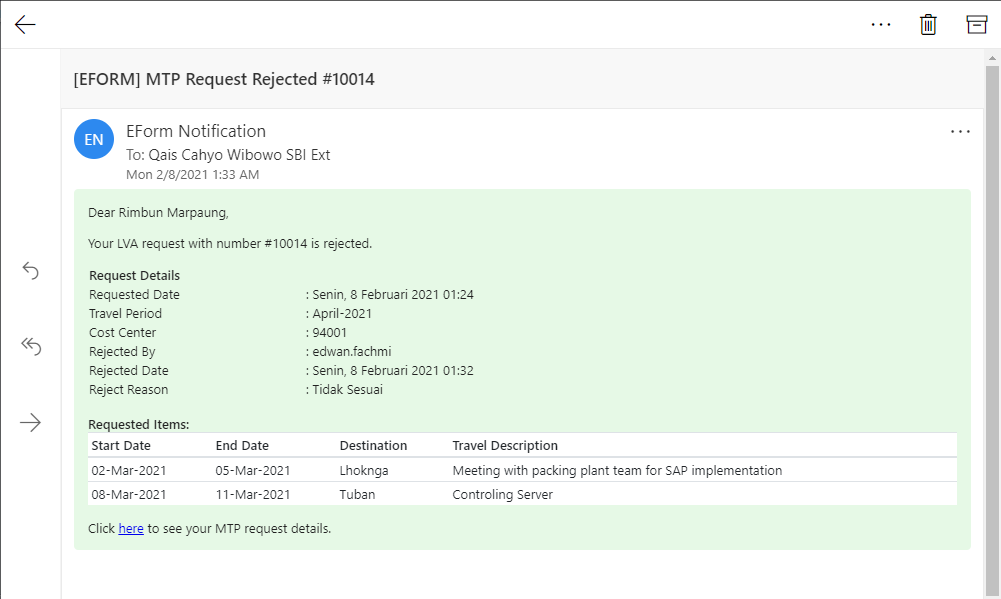 [EFORM] MTP Request Rejected #10014
EN
EForm Notification
To: Qais Cahyo Wibowo SBI Ext
Mon 2/8/2021 1:33 AM
Dear Rimbun Marpaung,
Your LVA request with number #10014 is rejected.
Request Details
Requested Date : Senin, 8 Februari 2021 01:24
Travel Period : April-2021
Cost Center : 94001
Rejected By : edwan.fachmi
Rejected Date : Senin, 8 Februari 2021 01:32
Reject Reason : Tidak Sesuai
Requested Items:
Start Date End Date Destination Travel Description
02-Mar-2021 05-Mar-2021 Lhoknga Meeting with packing plant team for SAP implementation
08-Mar-2021 11-Mar-2021 Tuban Controling Server
Click here to see your MTP request details.